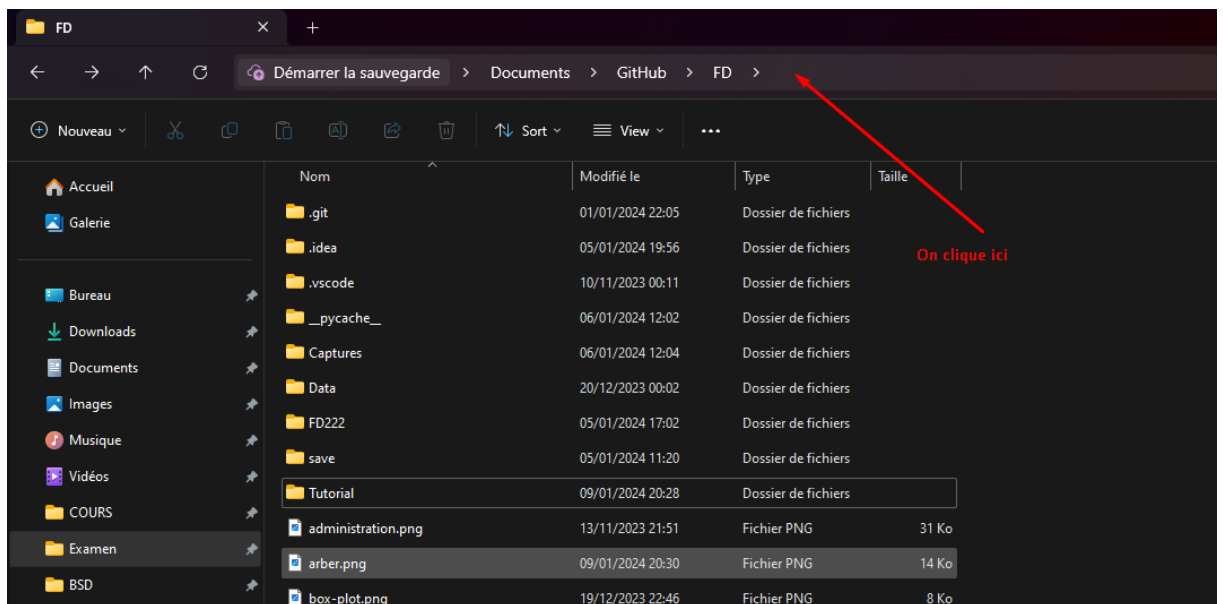 FD
Démarrer la sauvegarde > Documents > GitHub > FD >
Nouveau Sort View
Nom Modifié le Type Taille
Accueil
Galerie
Bureau
Downloads
Documents
Images
Musique
Vidéos
COURS
Examen
BSD
.git 01/01/2024 22:05 Dossier de fichiers
.idea 05/01/2024 19:56 Dossier de fichiers
On clique ici
.vscode 10/11/2023 00:11 Dossier de fichiers
__pycache__ 06/01/2024 12:02 Dossier de fichiers
Captures 06/01/2024 12:04 Dossier de fichiers
Data 20/12/2023 00:02 Dossier de fichiers
FD222 05/01/2024 17:02 Dossier de fichiers
save 05/01/2024 11:20 Dossier de fichiers
Tutorial 09/01/2024 20:28 Dossier de fichiers
administration.png 13/11/2023 21:51 Fichier PNG 31 Ko
arber.png 09/01/2024 20:30 Fichier PNG 14 Ko
box-plot.png 19/12/2023 22:46 Fichier PNG 8 Ko